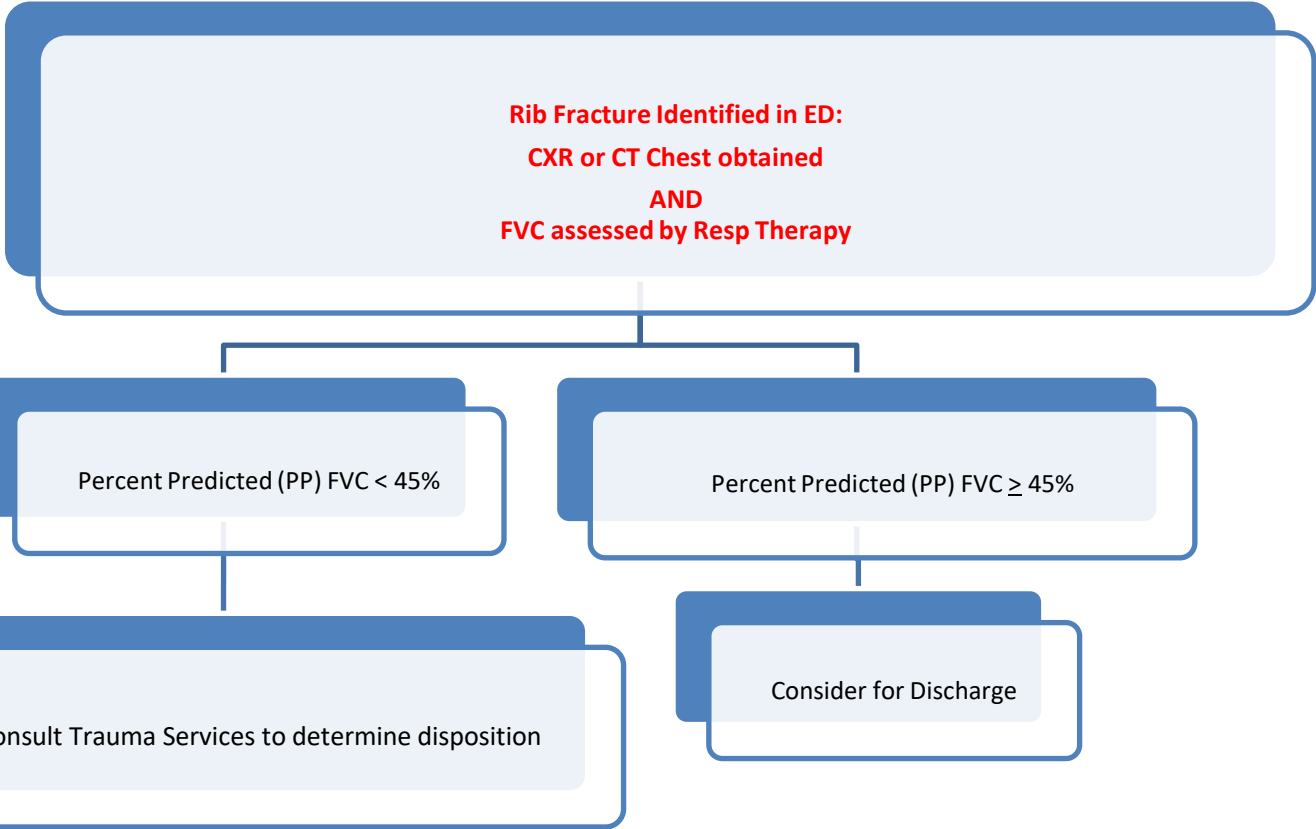 Rib Fracture Identified in ED:
CXR or CT Chest obtained
AND
FVC assessed by Resp Therapy
Percent Predicted (PP) FVC < 45%
Percent Predicted (PP) FVC ≥ 45%
Consider for Discharge
onsult Trauma Services to determine disposition